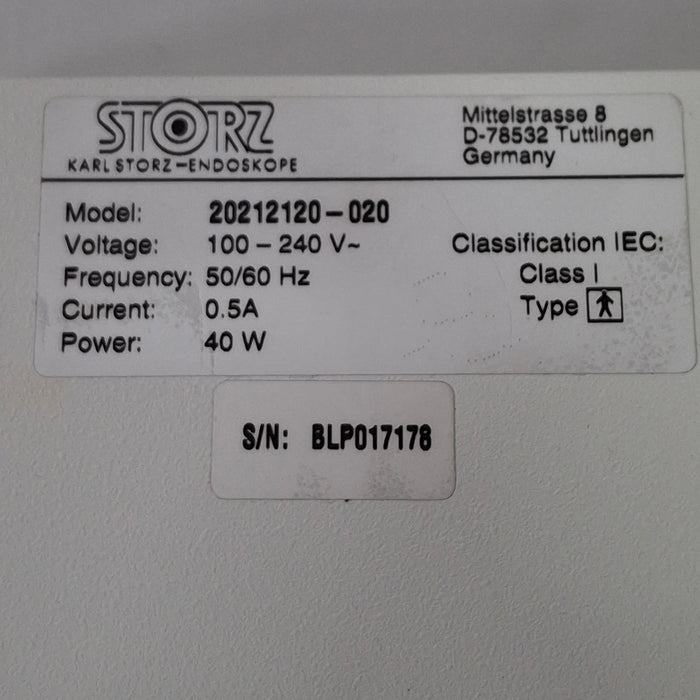 STORZ
KARL STORZ–ENDOSKOPE
Mittelstrasse 8
D-78532 Tuttlingen
Germany
Model: 20212120-020
Voltage: 100 - 240 V~
Frequency: 50/60 Hz
Current: 0.5A
Power: 40 W
Classification IEC:
Class I
Type
S/N: BLP017178